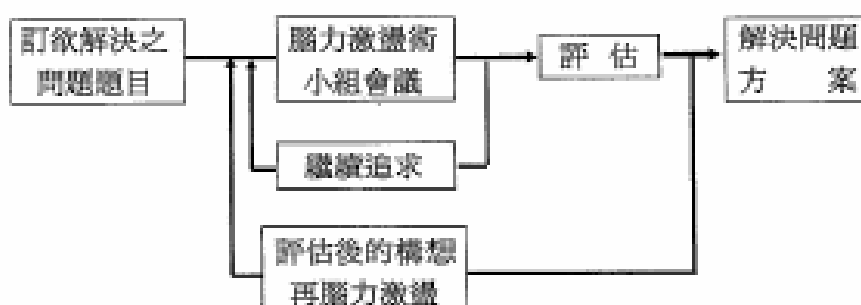 訂欲解決之
問題題目
腦力激盪術
小組會議
評估
解決問題
方案
繼續追求
評估後的構想
再腦力激盪